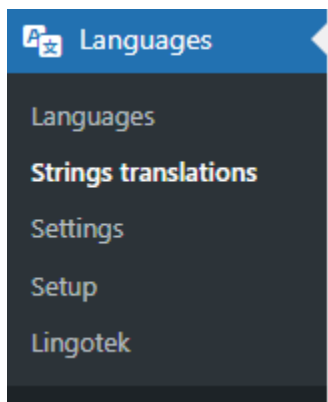 Languages
Languages
Strings translations
Settings
Setup
Lingotek